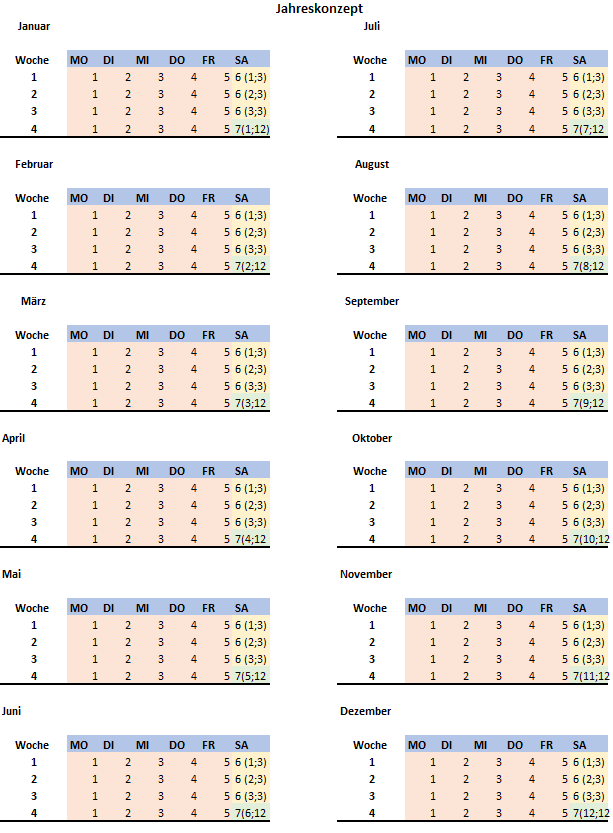 Jahreskonzept
Januar Juli
Woche MO DI MI DO FR SA Woche MO DI MI DO FR SA
1 1 2 3 4 5 6 (1;3) 1 1 2 3 4 5 6 (1;3)
2 1 2 3 4 5 6 (2;3) 2 1 2 3 4 5 6 (2;3)
3 1 2 3 4 5 6 (3;3) 3 1 2 3 4 5 6 (3;3)
4 1 2 3 4 5 7(1;12) 4 1 2 3 4 5 7(7;12
Februar August
Woche MO DI MI DO FR SA Woche MO DI MI DO FR SA
1 1 2 3 4 5 6 (1;3) 1 1 2 3 4 5 6 (1;3)
2 1 2 3 4 5 6 (2;3) 2 1 2 3 4 5 6 (2;3)
3 1 2 3 4 5 6 (3;3) 3 1 2 3 4 5 6 (3;3)
4 1 2 3 4 5 7(2;12 4 1 2 3 4 5 7(8;12
März September
Woche MO DI MI DO FR SA Woche MO DI MI DO FR SA
1 1 2 3 4 5 6 (1;3) 1 1 2 3 4 5 6 (1;3)
2 1 2 3 4 5 6 (2;3) 2 1 2 3 4 5 6 (2;3)
3 1 2 3 4 5 6 (3;3) 3 1 2 3 4 5 6 (3;3)
4 1 2 3 4 5 7(3;12 4 1 2 3 4 5 7(9;12
April Oktober
Woche MO DI MI DO FR SA Woche MO DI MI DO FR SA
1 1 2 3 4 5 6 (1;3) 1 1 2 3 4 5 6 (1;3)
2 1 2 3 4 5 6 (2;3) 2 1 2 3 4 5 6 (2;3)
3 1 2 3 4 5 6 (3;3) 3 1 2 3 4 5 6 (3;3)
4 1 2 3 4 5 7(4;12 4 1 2 3 4 5 7(10;12
Mai November
Woche MO DI MI DO FR SA Woche MO DI MI DO FR SA
1 1 2 3 4 5 6 (1;3) 1 1 2 3 4 5 6 (1;3)
2 1 2 3 4 5 6 (2;3) 2 1 2 3 4 5 6 (2;3)
3 1 2 3 4 5 6 (3;3) 3 1 2 3 4 5 6 (3;3)
4 1 2 3 4 5 7(5;12 4 1 2 3 4 5 7(11;12
Juni Dezember
Woche MO DI MI DO FR SA Woche MO DI MI DO FR SA
1 1 2 3 4 5 6 (1;3) 1 1 2 3 4 5 6 (1;3)
2 1 2 3 4 5 6 (2;3) 2 1 2 3 4 5 6 (2;3)
3 1 2 3 4 5 6 (3;3) 3 1 2 3 4 5 6 (3;3)
4 1 2 3 4 5 7(6;12 4 1 2 3 4 5 7(12;12